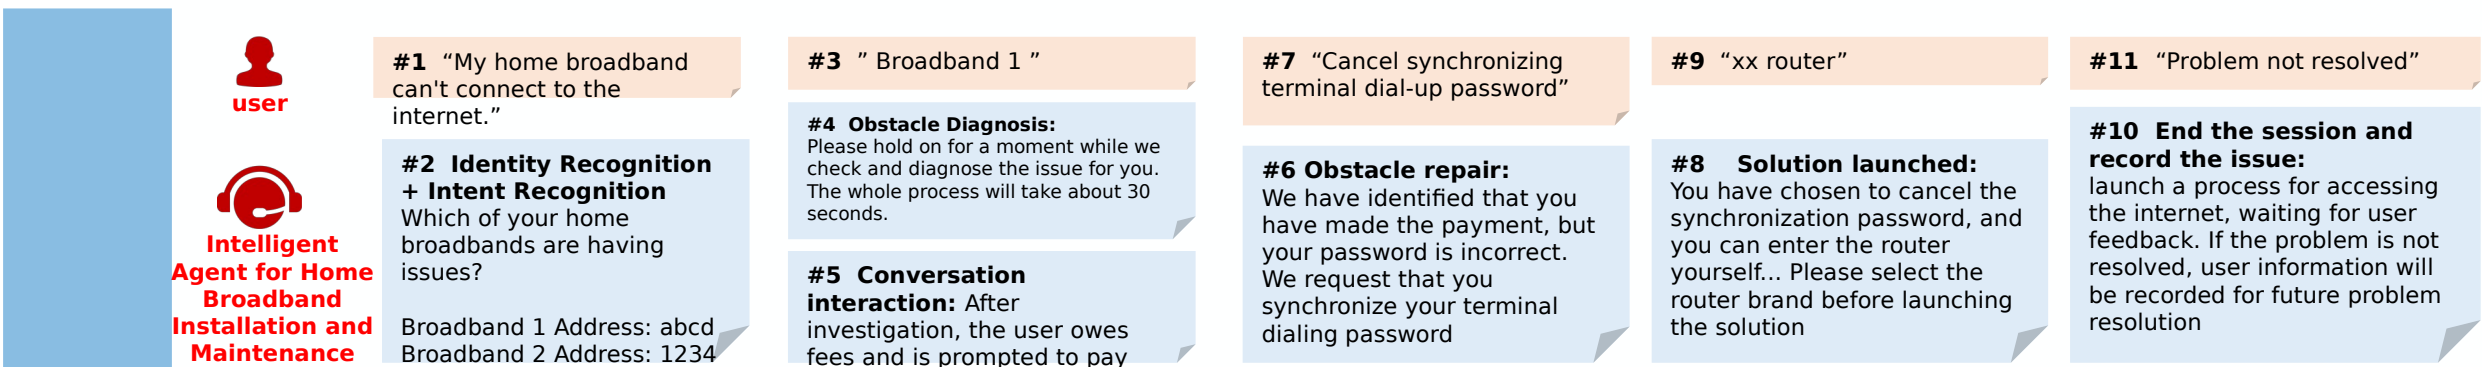 user
Intelligent
Agent for Home
Broadband
Installation and
Maintenance
#1 “My home broadband
can't connect to the
internet.”
#2 Identity Recognition
+ Intent Recognition
Which of your home
broadbands are having
issues?
Broadband 1 Address: abcd
Broadband 2 Address: 1234
#3 ” Broadband 1 ”
#4 Obstacle Diagnosis:
Please hold on for a moment while we
check and diagnose the issue for you.
The whole process will take about 30
seconds.
#5 Conversation
interaction: After
investigation, the user owes
fees and is prompted to pay
#7 “Cancel synchronizing
terminal dial-up password”
#6 Obstacle repair:
We have identified that you
have made the payment, but
your password is incorrect.
We request that you
synchronize your terminal
dialing password
#9 “xx router”
#8 Solution launched:
You have chosen to cancel the
synchronization password, and
you can enter the router
yourself... Please select the
router brand before launching
the solution
#11 “Problem not resolved”
#10 End the session and
record the issue:
launch a process for accessing
the internet, waiting for user
feedback. If the problem is not
resolved, user information will
be recorded for future problem
resolution